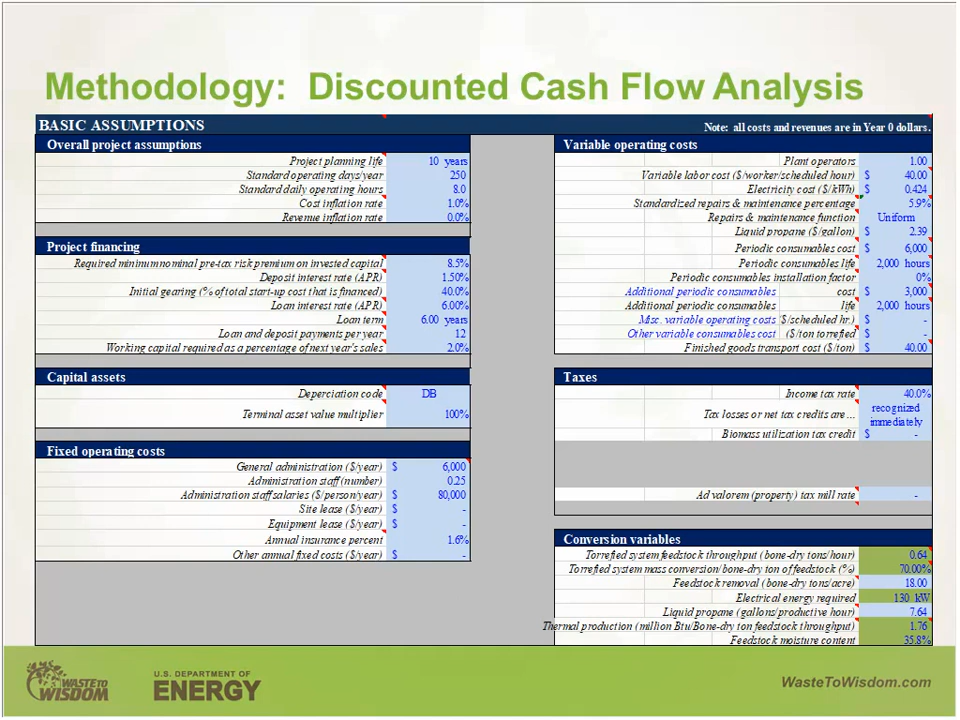 Methodology: Discounted Cash Flow Analysis
BASIC ASSUMPTIONS
Note: all costs and revenues are in Year 0 dollars.
Overall project assumptions
Project planning life 10 years
Standard operating days/year 250
Standard daily operating hours 8.0
Cost inflation rate 1.0%
Revenue inflation rate 0.0%
Project financing
Required mininum nominal pre-tax risk premium on invested capital 8.5%
Deposit interest rate (APR) 1.50%
Initial gearing (% of total start-up cost that is financed) 40.0%
Loan interest rate (APR) 6.00%
Loan term 6.00 years
Loan and deposit payments per year 12
Working capital required as a percentage of next year's sales 2.0%
Capital assets
Deperciation code DB
Terminal asset value multiplier 100%
Fixed operating costs
General administration ($/year) $ 6,000
Administration staff (number) 0.25
Administration staff salaries ($/person/year) $ 80,000
Site lease ($/year) $ -
Equipment lease ($/year) $ -
Annual insurance percent 1.6%
Other annual fixed costs ($/year) $ -
Variable operating costs
Plant operators 1.00
Variable labor cost ($/worker/scheduled hour) $ 40.00
Electricity cost ($/kWh) $ 0.424
Standardized repairs & maintenance percentage 5.9%
Repairs & maintenance function Uniform
Liquid propane ($/gallon) $ 2.39
Periodic consumables cost $ 6,000
Periodic consumables life 2,000 hours
Periodic consumables installation factor 0%
Additional periodic consumables cost $ 3,000
Additional periodic consumables life 2,000 hours
Misc. variable operating costs ($/scheduled hr.) $ -
Other variable consumables cost ($/ton torrefied $ -
Finished goods transport cost ($/ton) $ 40.00
Taxes
Income tax rate 40.0%
Tax losses or net tax credits are... recognized
immediately
Biomass utilization tax credit $ -
Ad valorem (property) tax mill rate -
Conversion variables
Torrefied system feedstock throughput (bone-dry tons/hour) 0.64
Torrefied system mass conversion/bone-dry ton of feedstock (%) 70.00%
Feedstock removal (bone-dry tons/acre) 18.00
Electrical energy required 130 kW
Liquid propane (gallons/productive hour) 7.64
Thermal production (million Btu/Bone-dry ton feedstock throughput) 1.76
Feedstock moisture content 35.8%
WASTE TO
WISDOM
U.S. DEPARTMENT OF
ENERGY
WasteToWisdom.com